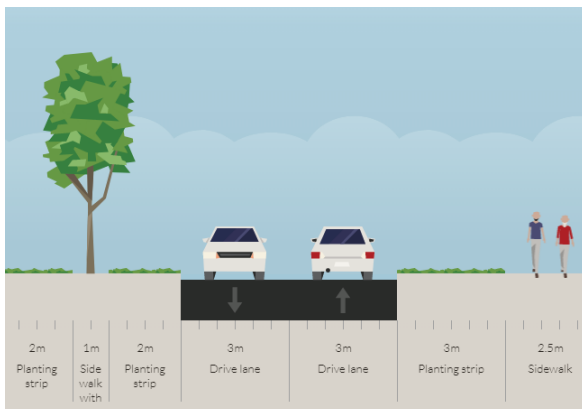 2m
Planting
strip
1m
Side
walk
with
2m
Planting
strip
3m
Drive lane
3m
Drive lane
3m
Planting strip
2.5m
Sidewalk